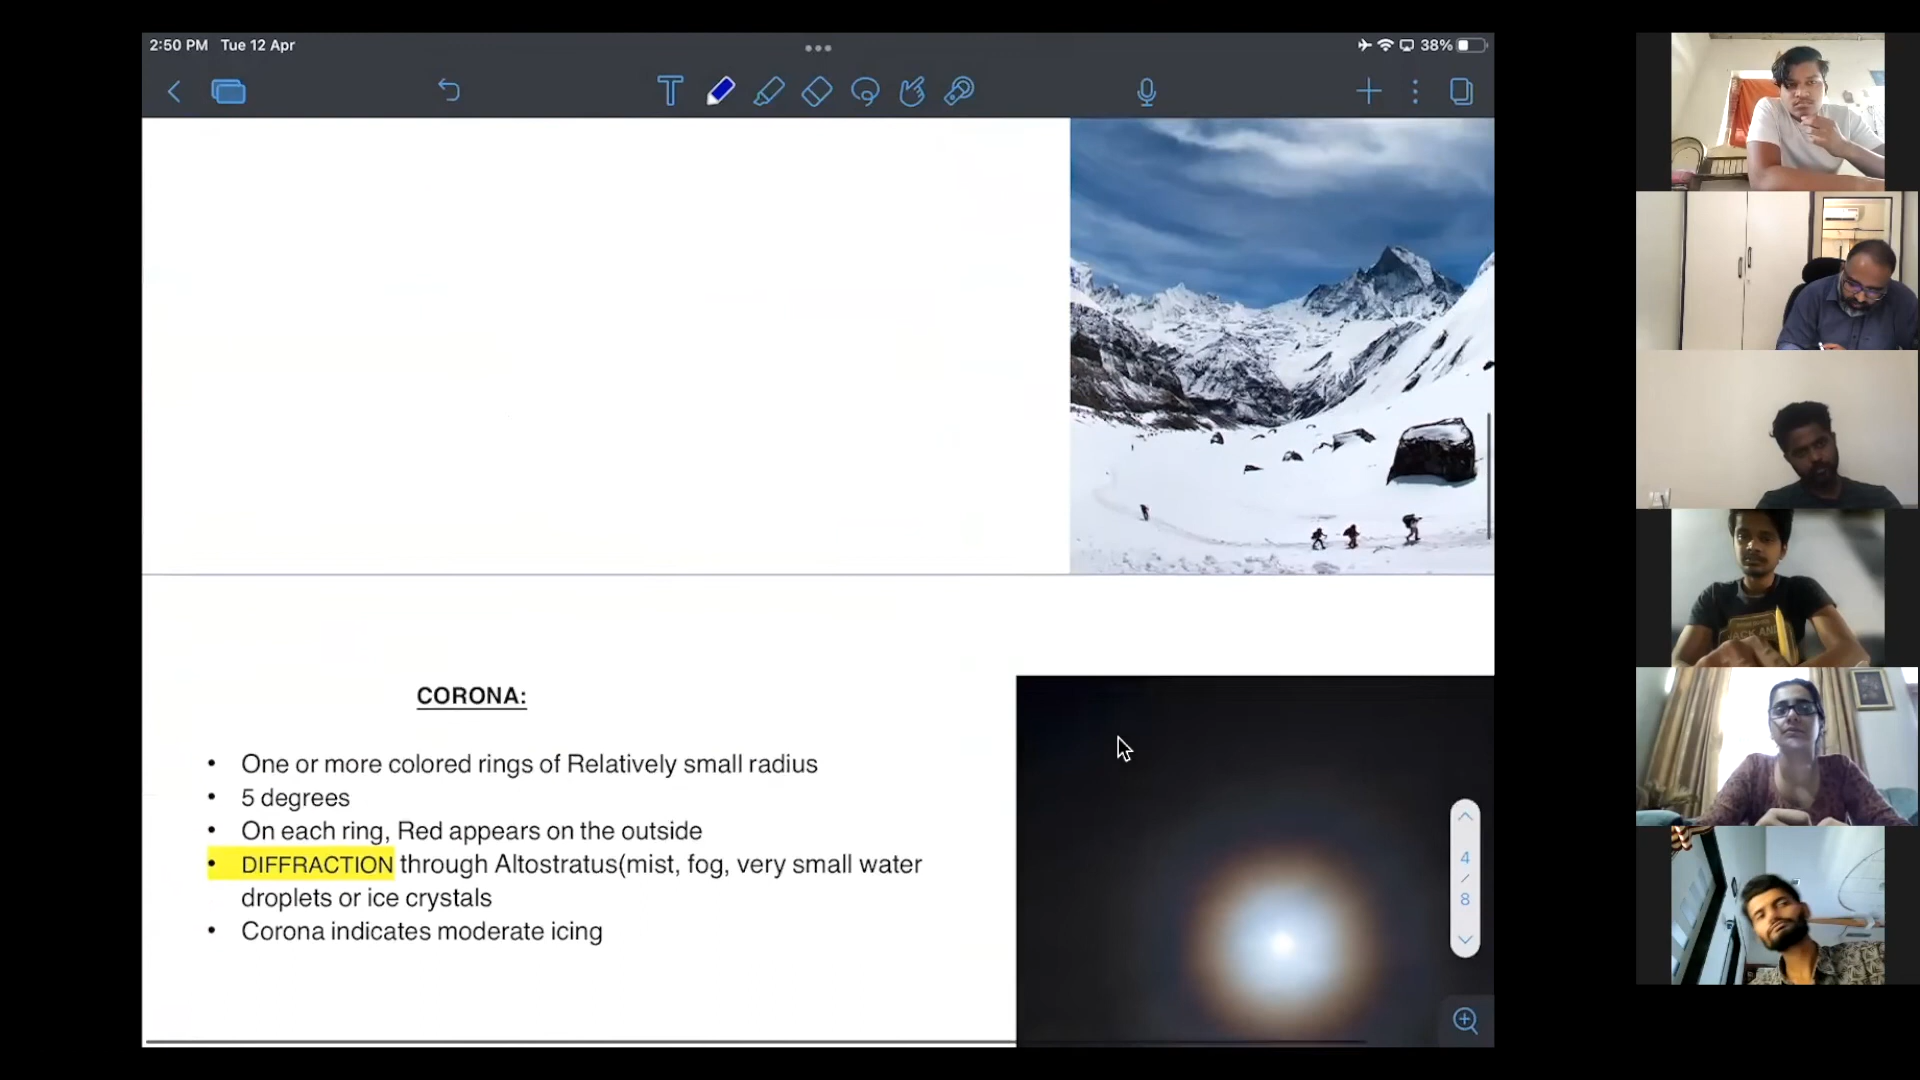 2:50 PM Tue 12 Apr
38%
T
CORONA:
• One or more colored rings of Relatively small radius
• 5 degrees
• On each ring, Red appears on the outside
• DIFFRACTION through Altostratus(mist, fog, very small water
droplets or ice crystals
• Corona indicates moderate icing
4
/
8
JACK AND